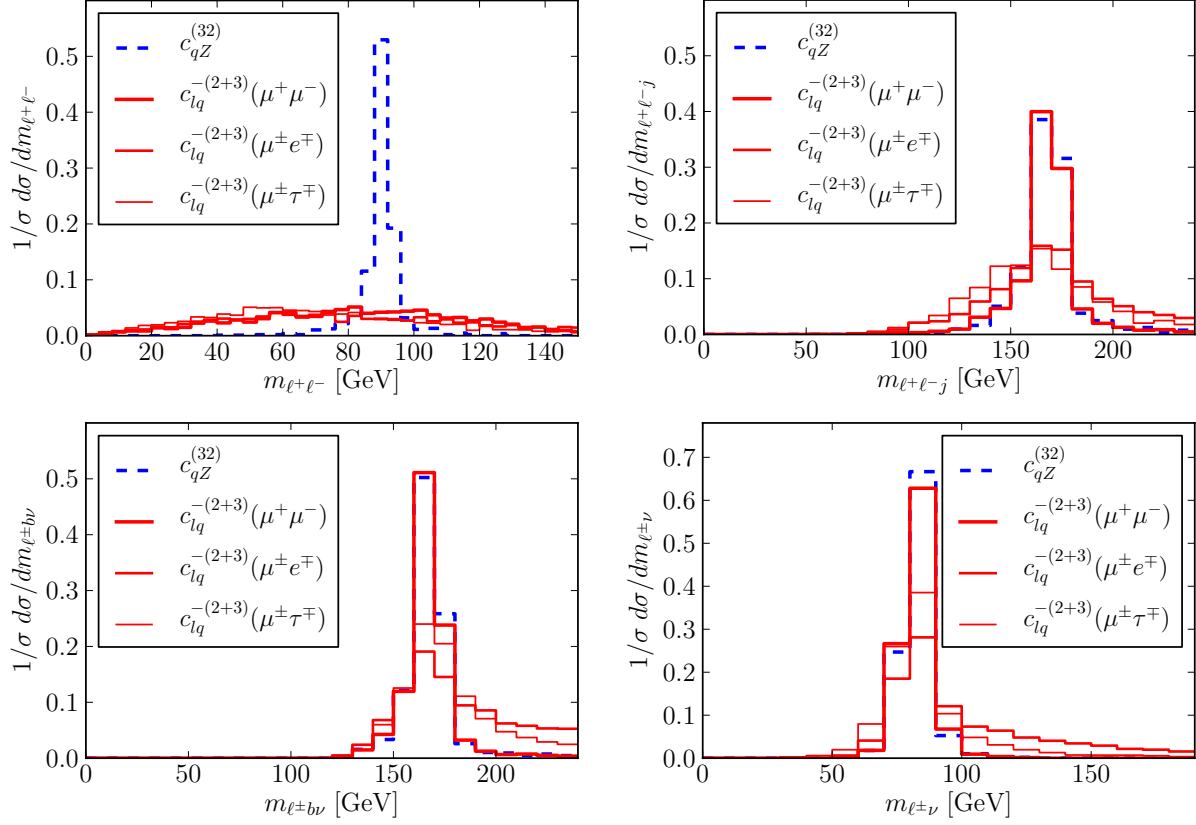 1/σ dσ/dm_{ℓ⁺ℓ⁻}
0.5
0.4
0.3
0.2
0.1
0.0
c_{qZ}^{(32)}
c_{lq}^{-(2+3)}(μ⁺μ⁻)
c_{lq}^{-(2+3)}(μ^±e^∓)
c_{lq}^{-(2+3)}(μ^±τ^∓)
0 20 40 60 80 100 120 140
m_{ℓ⁺ℓ⁻} [GeV]
1/σ dσ/dm_{ℓ⁺ℓ⁻j}
0.5
0.4
0.3
0.2
0.1
0.0
c_{qZ}^{(32)}
c_{lq}^{-(2+3)}(μ⁺μ⁻)
c_{lq}^{-(2+3)}(μ^±e^∓)
c_{lq}^{-(2+3)}(μ^±τ^∓)
0 50 100 150 200
m_{ℓ⁺ℓ⁻j} [GeV]
1/σ dσ/dm_{ℓ^±bν}
0.5
0.4
0.3
0.2
0.1
0.0
c_{qZ}^{(32)}
c_{lq}^{-(2+3)}(μ⁺μ⁻)
c_{lq}^{-(2+3)}(μ^±e^∓)
c_{lq}^{-(2+3)}(μ^±τ^∓)
0 50 100 150 200
m_{ℓ^±bν} [GeV]
1/σ dσ/dm_{ℓ^±ν}
0.7
0.6
0.5
0.4
0.3
0.2
0.1
0.0
c_{qZ}^{(32)}
c_{lq}^{-(2+3)}(μ⁺μ⁻)
c_{lq}^{-(2+3)}(μ^±e^∓)
c_{lq}^{-(2+3)}(μ^±τ^∓)
0 50 100 150
m_{ℓ^±ν} [GeV]